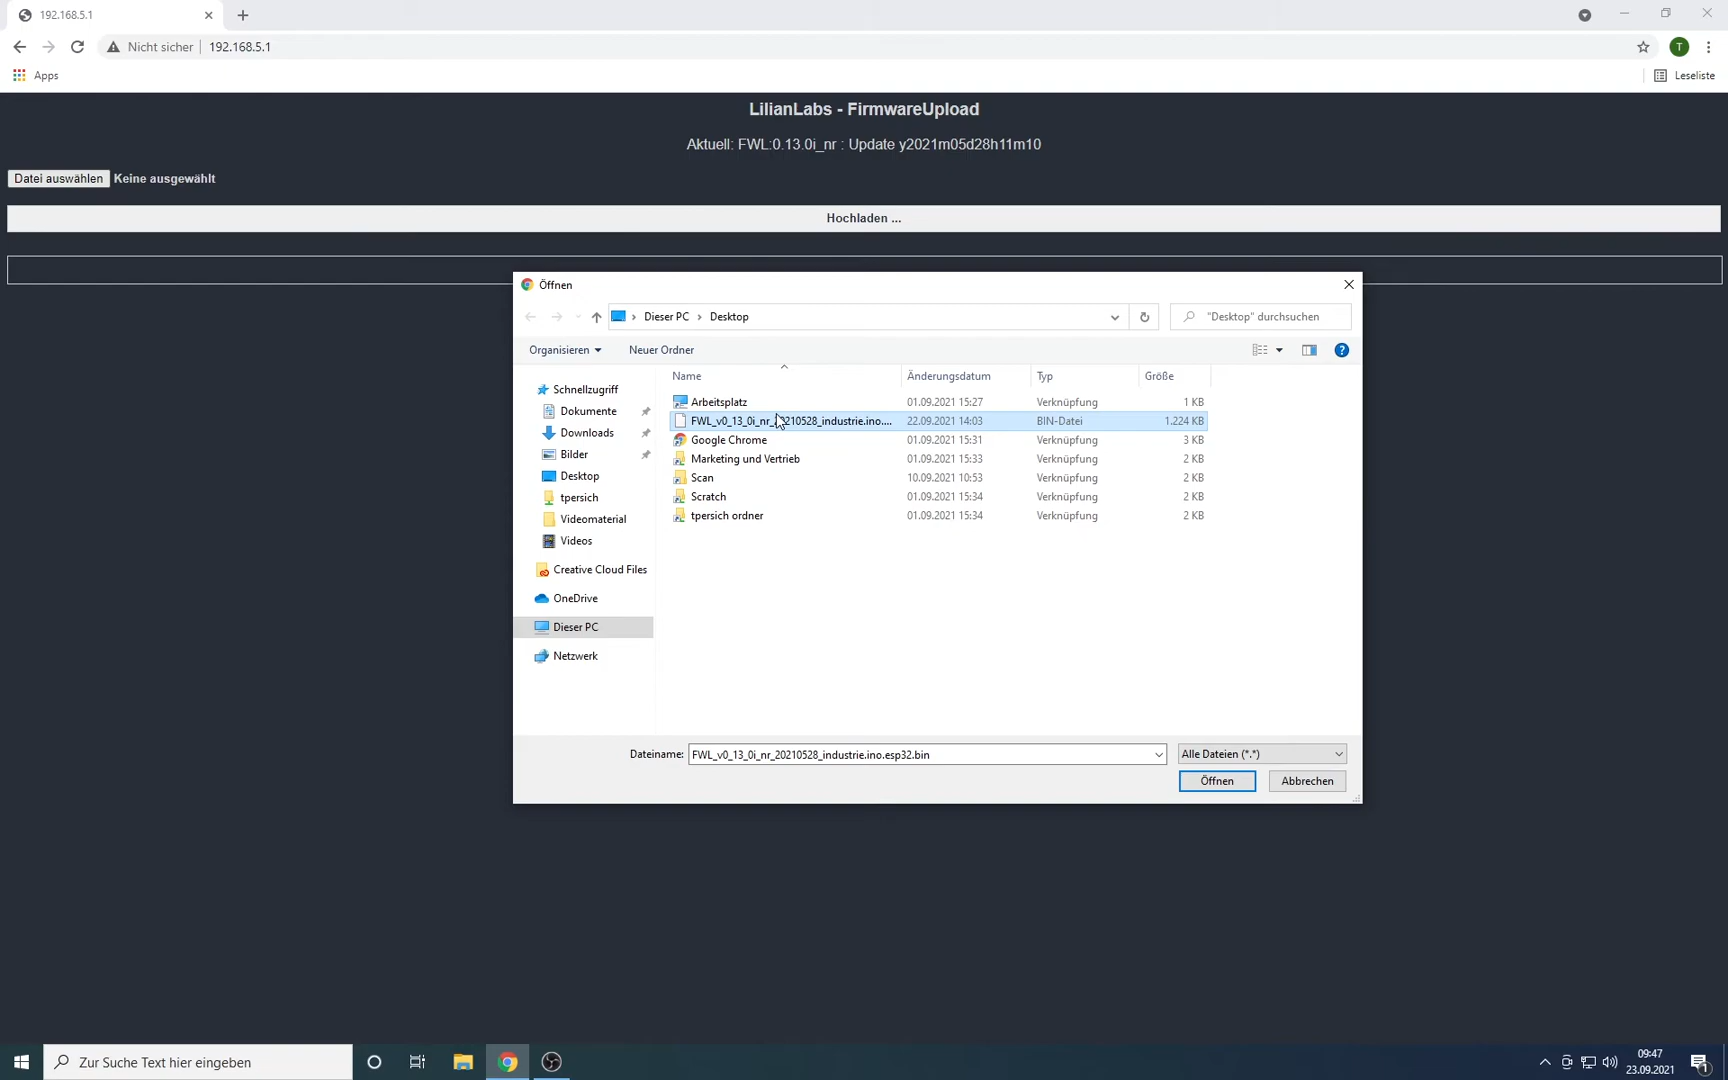 192.168.5.1
Nicht sicher
192.168.5.1
T
Apps
Leseliste
LilianLabs - FirmwareUpload
Aktuell: FWL:0.13.0i_nr : Update y2021m05d28h11m10
Datei auswählen Keine ausgewählt
Hochladen ...
Öffnen
Dieser PC › Desktop
"Desktop" durchsuchen
Organisieren
Neuer Ordner
Name
Änderungsdatum
Typ
Größe
Schnellzugriff
Dokumente
Downloads
Bilder
Desktop
tpersich
Videomaterial
Videos
Creative Cloud Files
OneDrive
Dieser PC
Netzwerk
Arbeitsplatz 01.09.2021 15:27 Verknüpfung 1 KB
FWL_v0_13_0i_nr_20210528_industrie.ino.... 22.09.2021 14:03 BIN-Datei 1.224 KB
Google Chrome 01.09.2021 15:31 Verknüpfung 3 KB
Marketing und Vertrieb 01.09.2021 15:33 Verknüpfung 2 KB
Scan 10.09.2021 10:53 Verknüpfung 2 KB
Scratch 01.09.2021 15:34 Verknüpfung 2 KB
tpersich ordner 01.09.2021 15:34 Verknüpfung 2 KB
Dateiname: FWL_v0_13_0i_nr_20210528_industrie.ino.esp32.bin
Alle Dateien (*.*)
Öffnen
Abbrechen
Zur Suche Text hier eingeben
09:47
23.09.2021
1